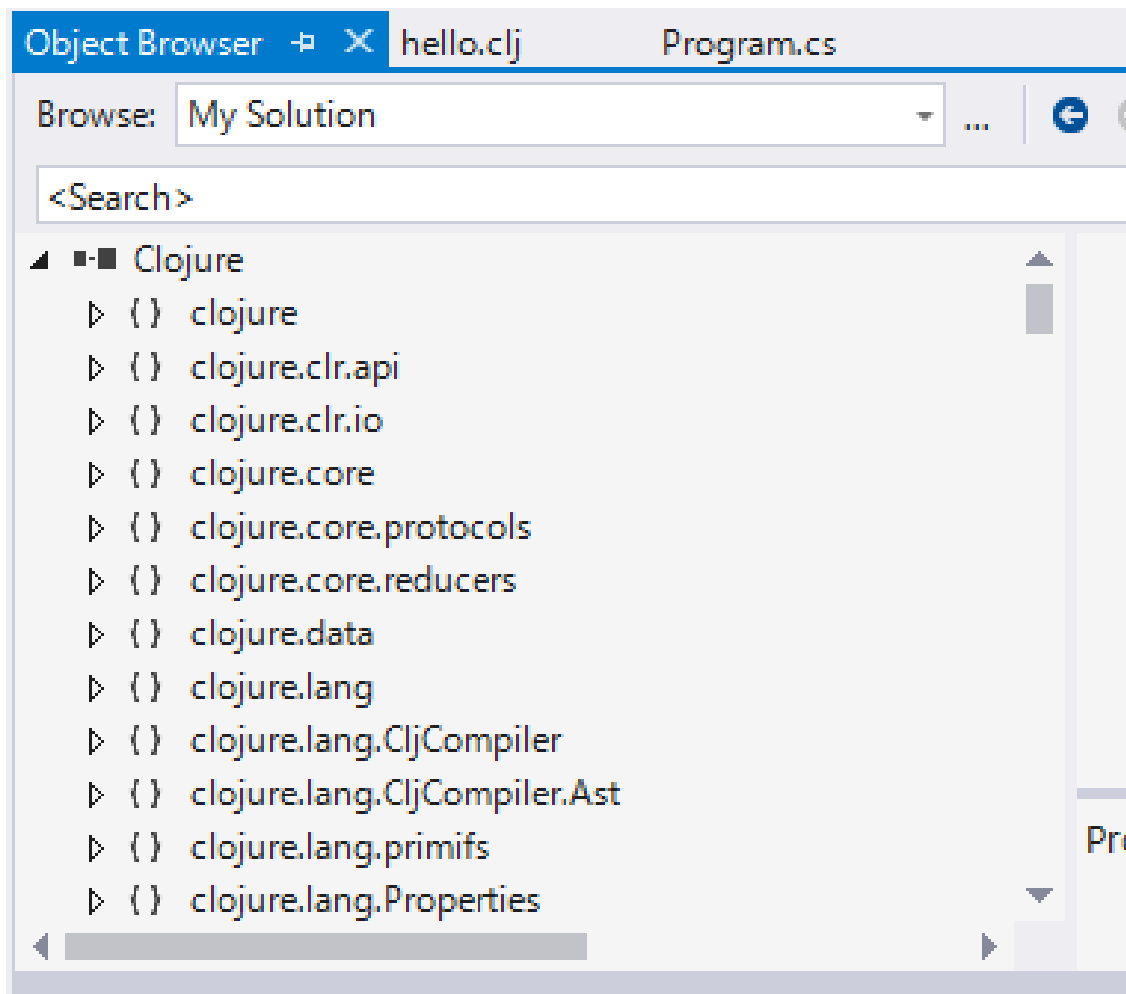 Object Browser hello.clj Program.cs
Browse: My Solution ...
<Search>
Clojure
{} clojure
{} clojure.clr.api
{} clojure.clr.io
{} clojure.core
{} clojure.core.protocols
{} clojure.core.reducers
{} clojure.data
{} clojure.lang
{} clojure.lang.CljCompiler
{} clojure.lang.CljCompiler.Ast
{} clojure.lang.primifs
{} clojure.lang.Properties